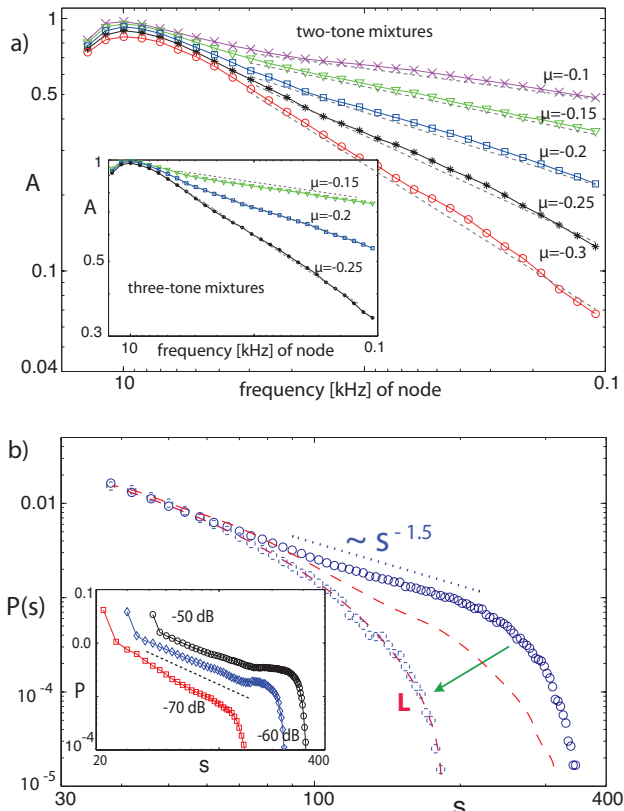 a)
1
two-tone mixtures
μ=-0.1
0.5
μ=-0.15
μ=-0.2
A
1
μ=-0.25
A
μ=-0.15
μ=-0.2
0.5
μ=-0.3
0.1
μ=-0.25
three-tone mixtures
0.3
10
0.1
frequency [kHz] of node
0.04
10
0.1
frequency [kHz] of node
b)
0.01
~ s^-1.5
P(s)
0.1
-50 dB
0.0
P
-70 dB
-60 dB
10^-4
20
400
s
L
10^-4
10^-5
30
100
400
s